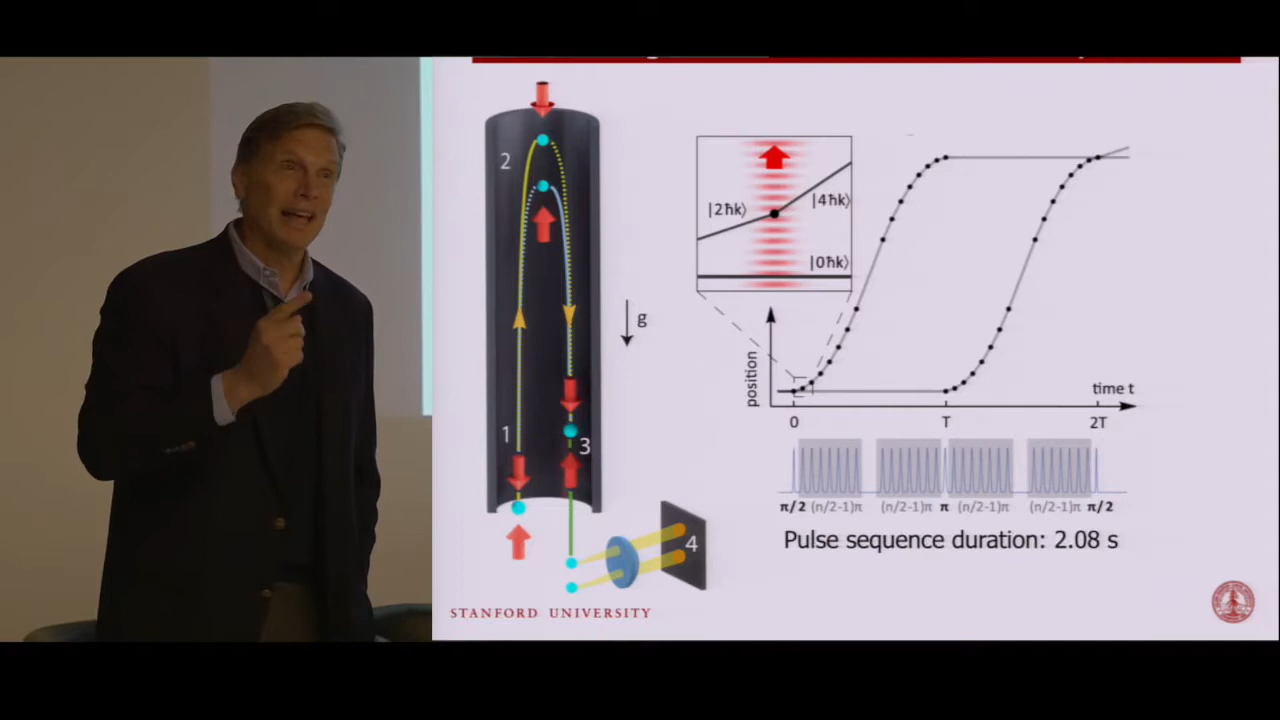 2
1
3
4
g
|2ħk⟩
|4ħk⟩
|0ħk⟩
position
time t
0
T
2T
π/2 (n/2-1)π (n/2-1)π π (n/2-1)π (n/2-1)π π/2
Pulse sequence duration: 2.08 s
STANFORD UNIVERSITY